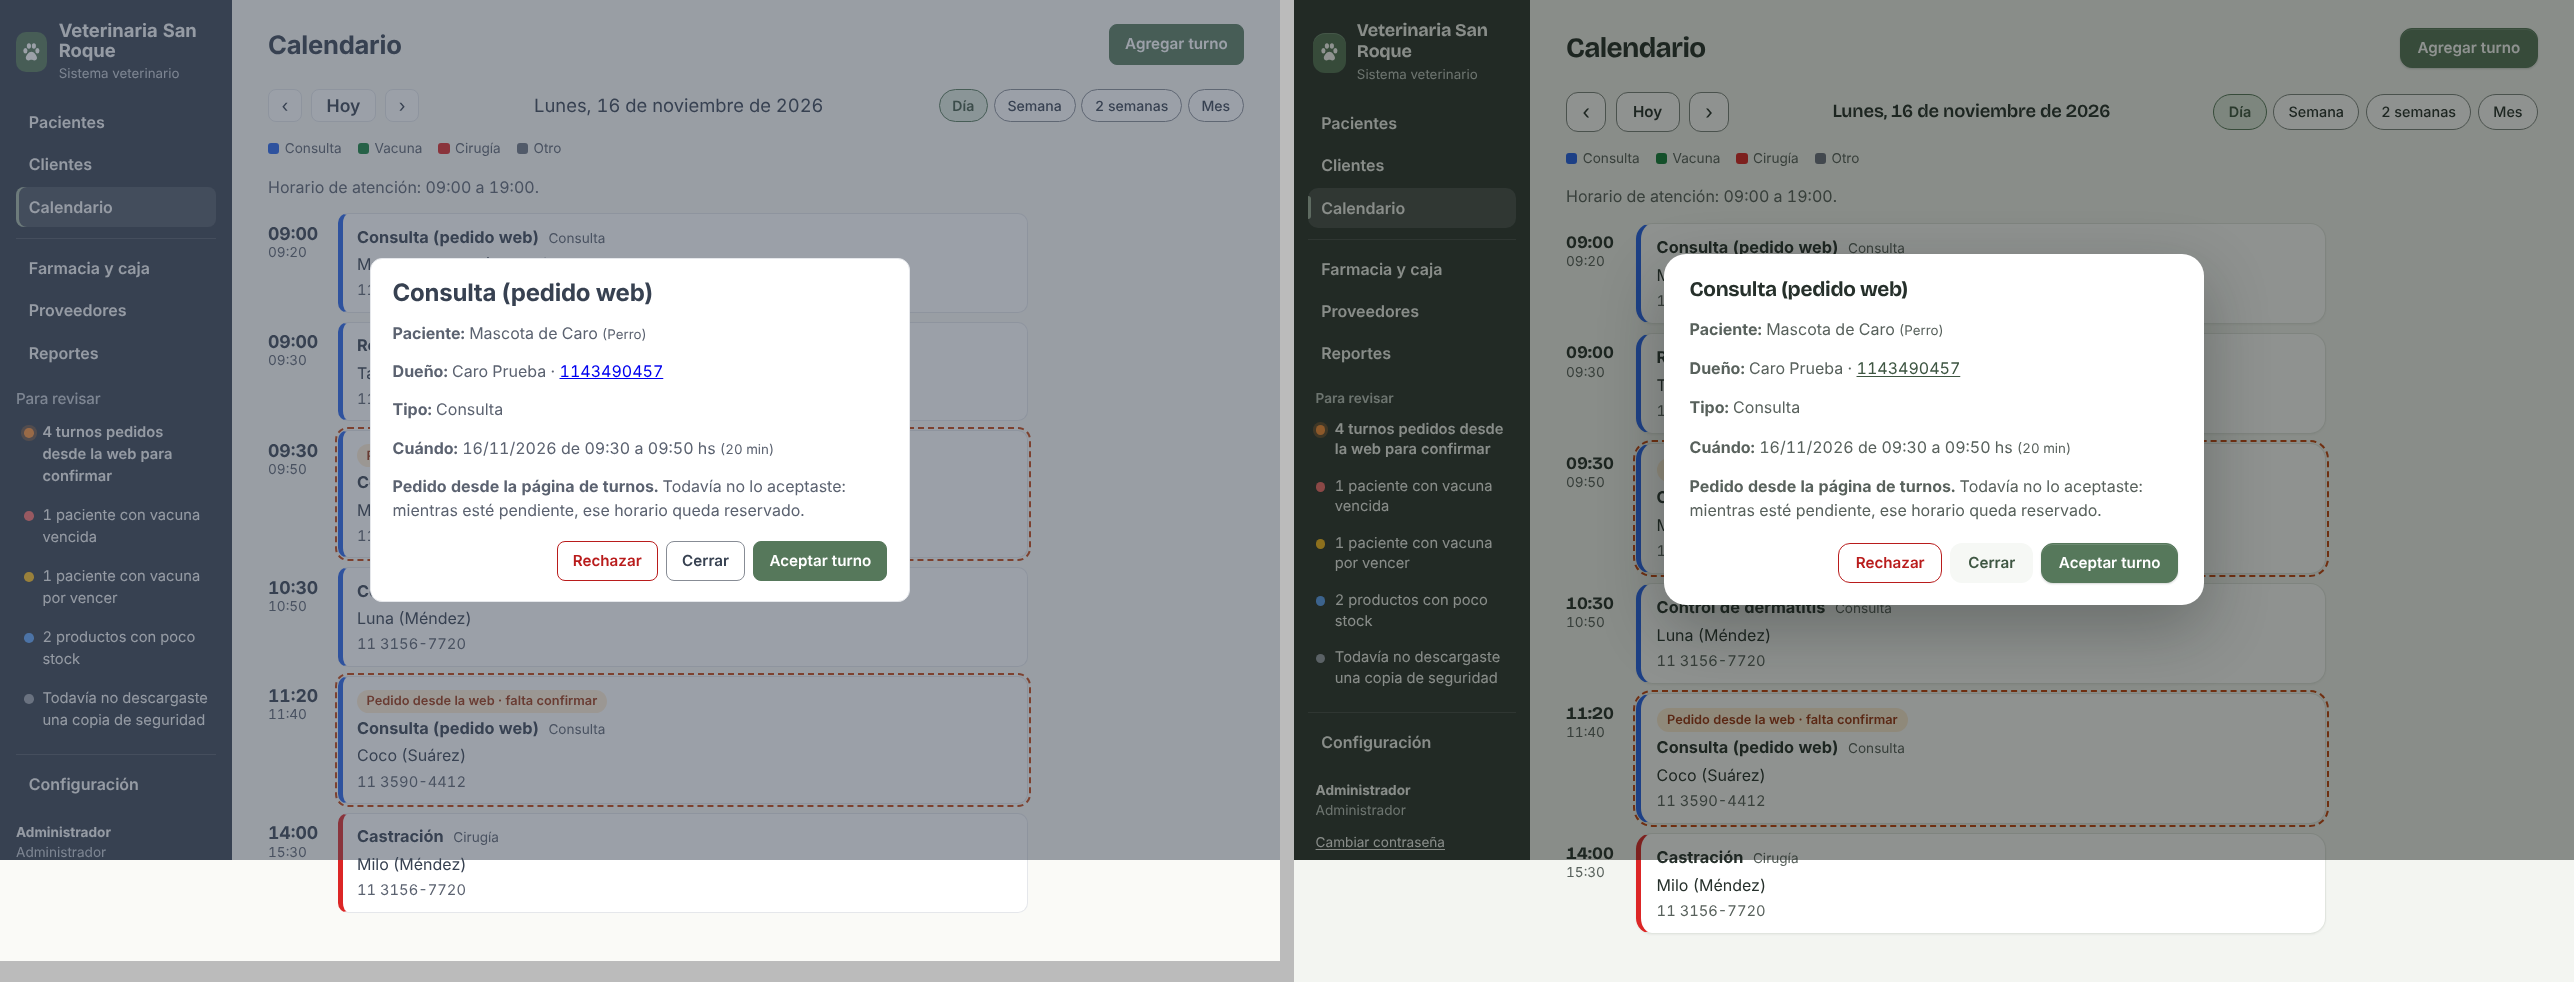 Veterinaria San
Roque
Sistema veterinario
Pacientes
Clientes
Calendario
Farmacia y caja
Proveedores
Reportes
Para revisar
4 turnos pedidos
desde la web para
confirmar
1 paciente con vacuna
vencida
1 paciente con vacuna
por vencer
2 productos con poco
stock
Todavía no descargaste
una copia de seguridad
Configuración
Administrador
Administrador
Calendario
Agregar turno
‹ Hoy ›
Lunes, 16 de noviembre de 2026
Día Semana 2 semanas Mes
Consulta Vacuna Cirugía Otro
Horario de atención: 09:00 a 19:00.
09:00
09:20
Consulta (pedido web) Consulta
09:00
09:30
09:30
09:50
Consulta (pedido web)
Paciente: Mascota de Caro (Perro)
Dueño: Caro Prueba · 1143490457
Tipo: Consulta
Cuándo: 16/11/2026 de 09:30 a 09:50 hs (20 min)
Pedido desde la página de turnos. Todavía no lo aceptaste:
mientras esté pendiente, ese horario queda reservado.
Rechazar Cerrar Aceptar turno
10:30
10:50
Luna (Méndez)
11 3156-7720
11:20
11:40
Pedido desde la web · falta confirmar
Consulta (pedido web) Consulta
Coco (Suárez)
11 3590-4412
14:00
15:30
Castración Cirugía
Milo (Méndez)
11 3156-7720
Veterinaria San
Roque
Sistema veterinario
Pacientes
Clientes
Calendario
Farmacia y caja
Proveedores
Reportes
Para revisar
4 turnos pedidos desde
la web para confirmar
1 paciente con vacuna
vencida
1 paciente con vacuna
por vencer
2 productos con poco
stock
Todavía no descargaste
una copia de seguridad
Configuración
Administrador
Administrador
Cambiar contraseña
Calendario
Agregar turno
‹ Hoy ›
Lunes, 16 de noviembre de 2026
Día Semana 2 semanas Mes
Consulta Vacuna Cirugía Otro
Horario de atención: 09:00 a 19:00.
09:00
09:20
Consulta (pedido web) Consulta
09:00
09:30
09:30
09:50
Consulta (pedido web)
Paciente: Mascota de Caro (Perro)
Dueño: Caro Prueba · 1143490457
Tipo: Consulta
Cuándo: 16/11/2026 de 09:30 a 09:50 hs (20 min)
Pedido desde la página de turnos. Todavía no lo aceptaste:
mientras esté pendiente, ese horario queda reservado.
Rechazar Cerrar Aceptar turno
10:30
10:50
Control de dermatitis Consulta
Luna (Méndez)
11 3156-7720
11:20
11:40
Pedido desde la web · falta confirmar
Consulta (pedido web) Consulta
Coco (Suárez)
11 3590-4412
14:00
15:30
Castración Cirugía
Milo (Méndez)
11 3156-7720